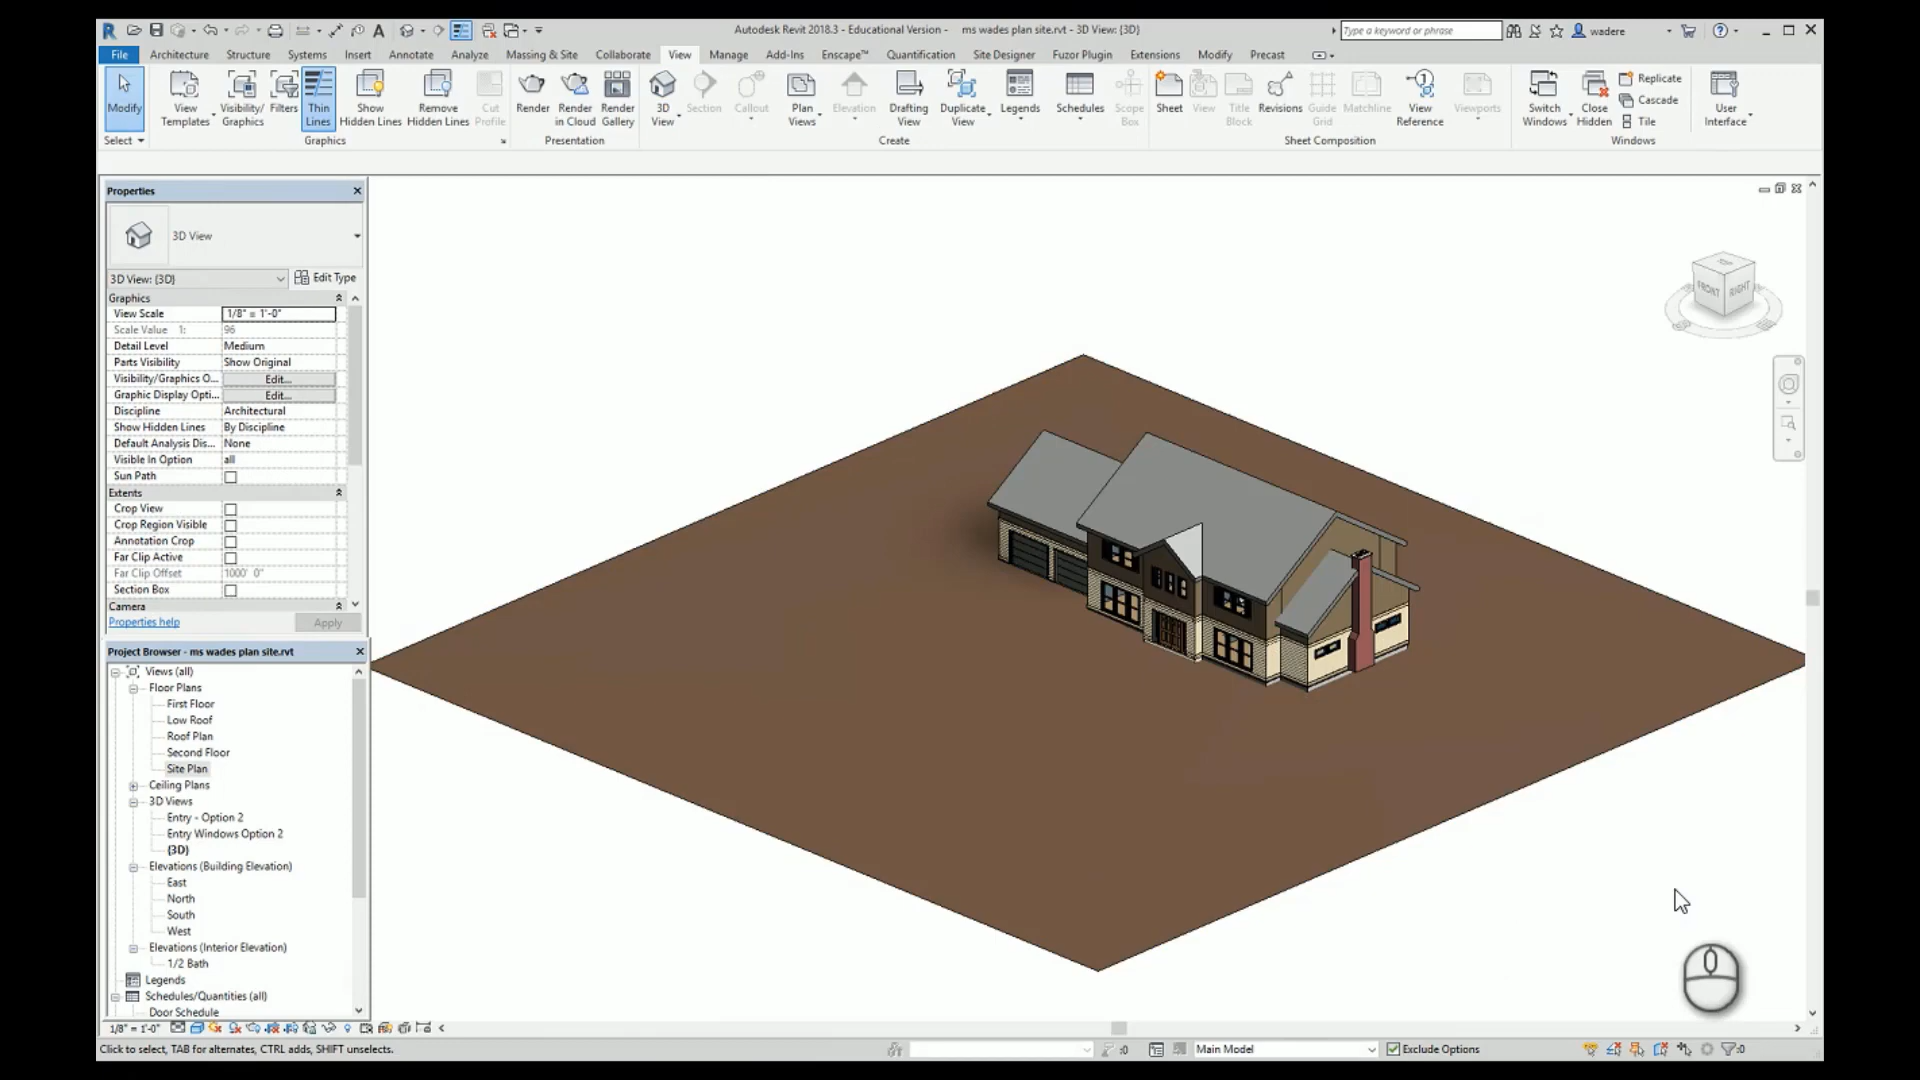 Autodesk Revit 2018.3 - Educational Version - ms wades plan site.rvt - 3D View: {3D}
Type a keyword or phrase
wadere
File Architecture Structure Systems Insert Annotate Analyze Massing & Site Collaborate View Manage Add-Ins Enscape™ Quantification Site Designer Fuzor Plugin Extensions Modify Precast
Modify
View Templates
Visibility/ Graphics
Filters
Thin Lines
Show Hidden Lines
Remove Hidden Lines
Cut Profile
Render
Render in Cloud
Render Gallery
3D View
Section
Callout
Plan Views
Elevation
Drafting View
Duplicate View
Legends
Schedules
Scope Box
Sheet
View
Title Block
Revisions
Guide Grid
Matchline
View Reference
Viewports
Switch Windows
Close Hidden
Replicate
Cascade
Tile
User Interface
Select Graphics Presentation Create Sheet Composition Windows
Properties
3D View
3D View: {3D} Edit Type
Graphics
View Scale 1/8" = 1'-0"
Scale Value 1: 96
Detail Level Medium
Parts Visibility Show Original
Visibility/Graphics O... Edit...
Graphic Display Opti... Edit...
Discipline Architectural
Show Hidden Lines By Discipline
Default Analysis Dis... None
Visible In Option all
Sun Path
Extents
Crop View
Crop Region Visible
Annotation Crop
Far Clip Active
Far Clip Offset 1000' 0"
Section Box
Camera
Properties help Apply
Project Browser - ms wades plan site.rvt
Views (all)
Floor Plans
First Floor
Low Roof
Roof Plan
Second Floor
Site Plan
Ceiling Plans
3D Views
Entry - Option 2
Entry Windows Option 2
{3D}
Elevations (Building Elevation)
East
North
South
West
Elevations (Interior Elevation)
1/2 Bath
Legends
Schedules/Quantities (all)
Door Schedule
FRONT RIGHT
1/8" = 1'-0"
Click to select, TAB for alternates, CTRL adds, SHIFT unselects.
:0 Main Model Exclude Options :0